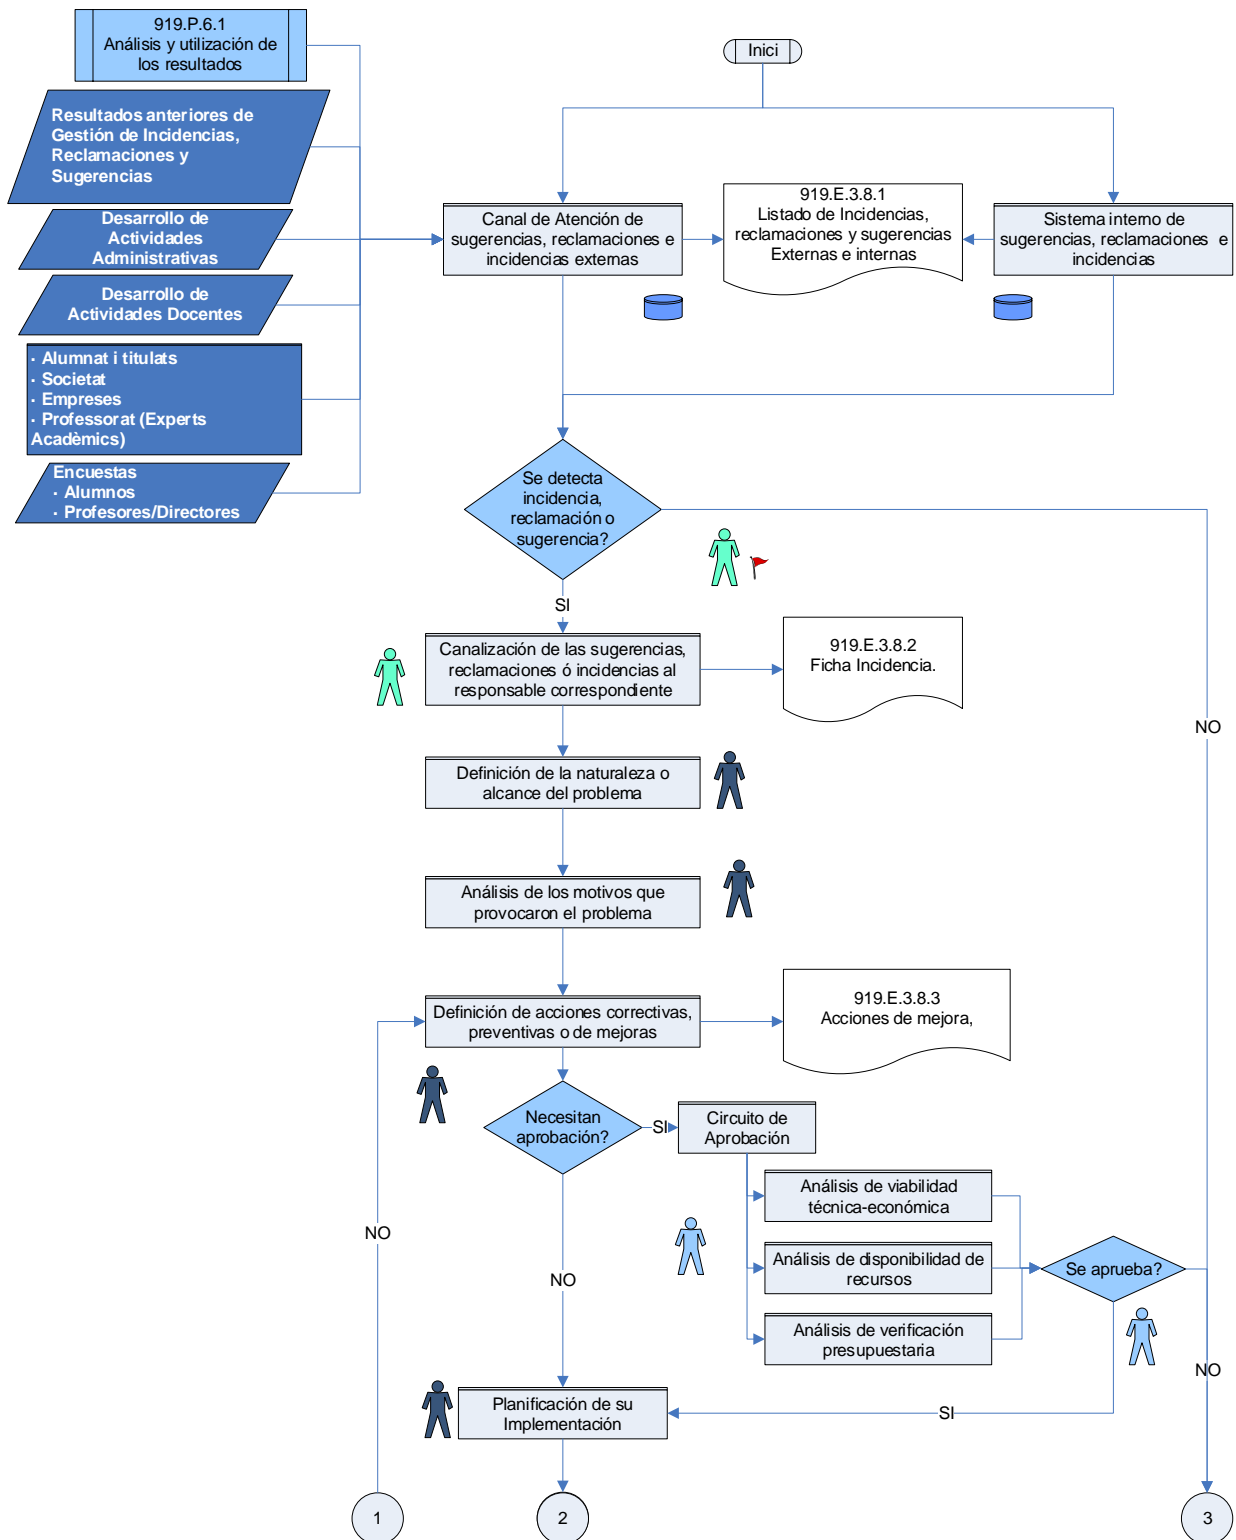 919.P.6.1
Análisis y utilización de
los resultados
Inici
Resultados anteriores de
Gestión de Incidencias,
Reclamaciones y
Sugerencias
Desarrollo de
Actividades
Administrativas
Desarrollo de
Actividades Docentes
· Alumnat i titulats
· Societat
· Empreses
· Professorat (Experts
Acadèmics)
Encuestas
· Alumnos
· Profesores/Directores
Canal de Atención de
sugerencias, reclamaciones e
incidencias externas
919.E.3.8.1
Listado de Incidencias,
reclamaciones y sugerencias
Externas e internas
Sistema interno de
sugerencias, reclamaciones e
incidencias
Se detecta
incidencia,
reclamación o
sugerencia?
SI
NO
Canalización de las sugerencias,
reclamaciones ó incidencias al
responsable correspondiente
919.E.3.8.2
Ficha Incidencia.
Definición de la naturaleza o
alcance del problema
Análisis de los motivos que
provocaron el problema
Definición de acciones correctivas,
preventivas o de mejoras
919.E.3.8.3
Acciones de mejora,
Necesitan
aprobación?
SI
Circuito de
Aprobación
Análisis de viabilidad
técnica-económica
Análisis de disponibilidad de
recursos
Análisis de verificación
presupuestaria
Se aprueba?
NO
NO
NO
SI
Planificación de su
Implementación
1
2
3